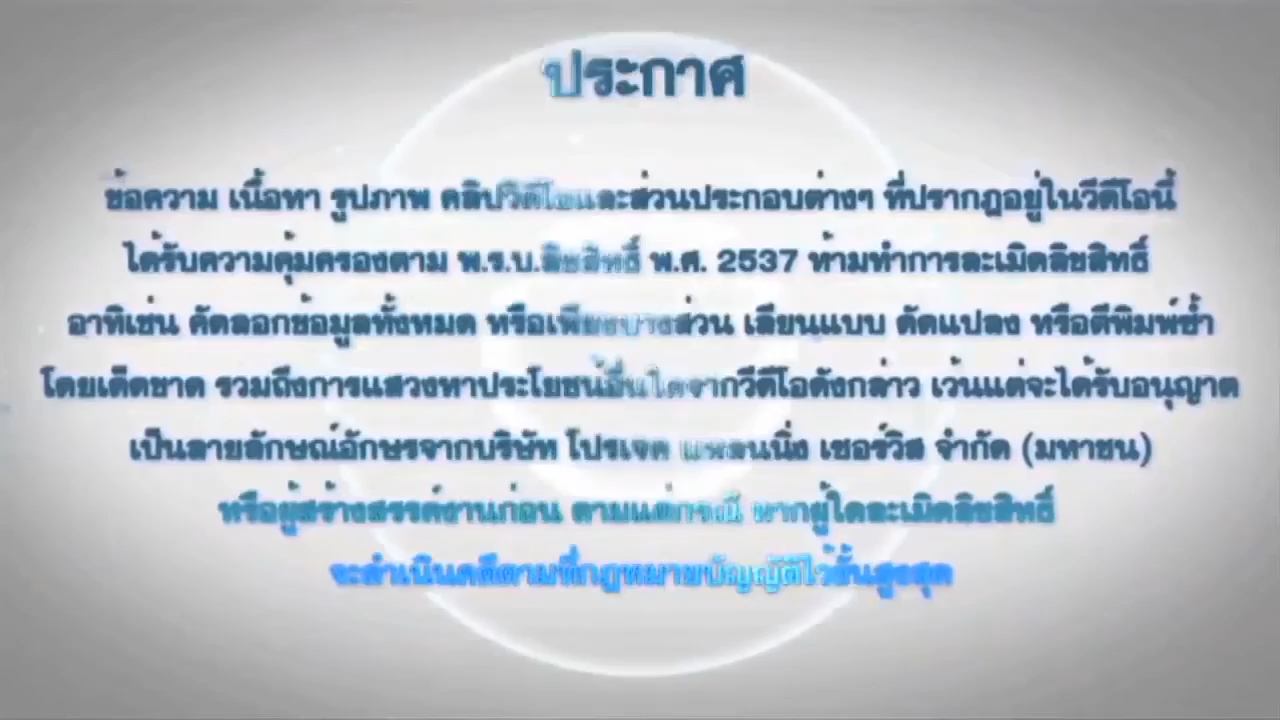 ประกาศ
ข้อความ เนื้อหา รูปภาพ คลิปวิดีโอและส่วนประกอบต่างๆ ที่ปรากฏอยู่ในวีดีโอนี้
ได้รับความคุ้มครองตาม พ.ร.บ.ลิขสิทธิ์ พ.ศ. 2537 ห้ามทำการละเมิดลิขสิทธิ์
อาทิเช่น คัดลอกข้อมูลทั้งหมด หรือเพียงบางส่วน เลียนแบบ ดัดแปลง หรือตีพิมพ์ซ้ำ
โดยเด็ดขาด รวมถึงการแสวงหาประโยชน์อื่นใดจากวีดีโอดังกล่าว เว้นแต่จะได้รับอนุญาต
เป็นลายลักษณ์อักษรจากบริษัท โปรเจค แพลนนิ่ง เซอร์วิส จำกัด (มหาชน)
หรือผู้สร้างสรรค์งานก่อน ตามแต่กรณี หากผู้ใดละเมิดลิขสิทธิ์
จะดำเนินคดีตามที่กฎหมายบัญญัติไว้ขั้นสูงสุด